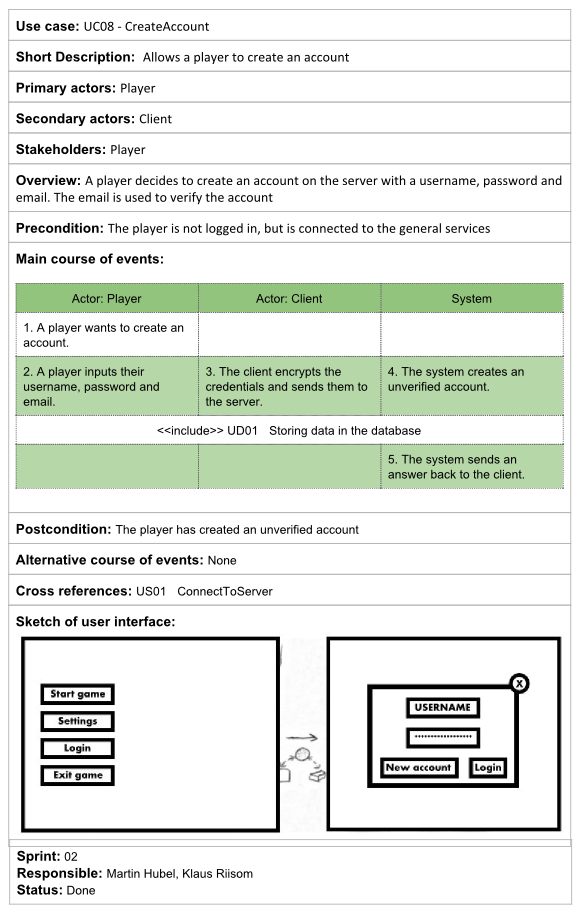 Use case: UC08 - CreateAccount
Short Description: Allows a player to create an account
Primary actors: Player
Secondary actors: Client
Stakeholders: Player
Overview: A player decides to create an account on the server with a username, password and
email. The email is used to verify the account
Precondition: The player is not logged in, but is connected to the general services
Main course of events:
Actor: Player Actor: Client System
1. A player wants to create an
account.
2. A player inputs their
username, password and
email.
3. The client encrypts the
credentials and sends them to
the server.
4. The system creates an
unverified account.
<<include>> UD01 Storing data in the database
5. The system sends an
answer back to the client.
Postcondition: The player has created an unverified account
Alternative course of events: None
Cross references: US01 ConnectToServer
Sketch of user interface:
Start game
Settings
Login
Exit game
X
USERNAME
New account Login
Sprint: 02
Responsible: Martin Hubel, Klaus Riisom
Status: Done